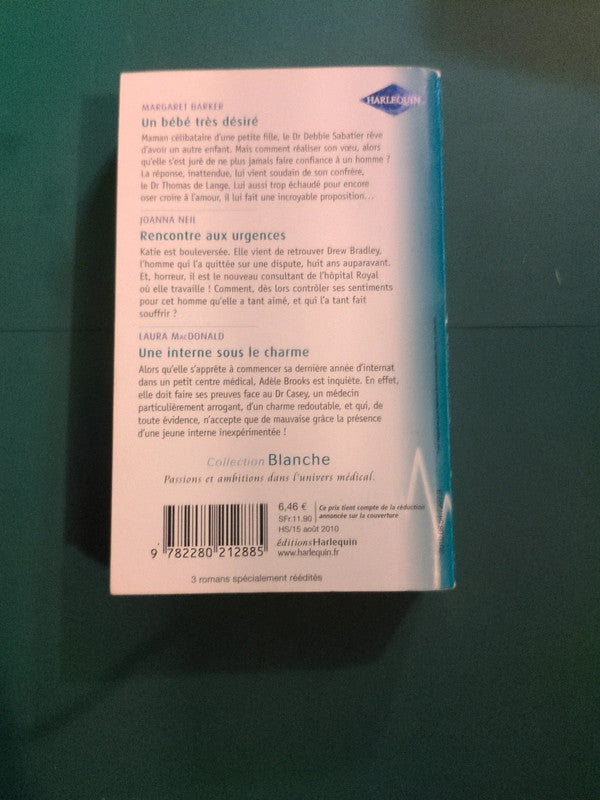 MARGARET BARKER
HARLEQUIN
Un bébé très désiré
Maman célibataire d'une petite fille, le Dr Debbie Sabatier rêve
d'avoir un autre enfant. Mais comment réaliser son vœu, alors
qu'elle s'est juré de ne plus jamais faire confiance à un homme ?
La réponse, inattendue, lui vient soudain de son confrère,
le Dr Thomas de Lange. Lui aussi trop échaudé pour encore
oser croire à l'amour, il lui fait une incroyable proposition...
JOANNA NEIL
Rencontre aux urgences
Katie est bouleversée. Elle vient de retrouver Drew Bradley,
l'homme qui l'a quittée sur une dispute, huit ans auparavant.
Et, horreur, il est le nouveau consultant de l'hôpital Royal
où elle travaille ! Comment, dès lors contrôler ses sentiments
pour cet homme qu'elle a tant aimé, et qui l'a tant fait
souffrir ?
LAURA MACDONALD
Une interne sous le charme
Alors qu'elle s'apprête à commencer sa dernière année d'internat
dans un petit centre médical, Adèle Brooks est inquiète. En effet,
elle doit faire ses preuves face au Dr Casey, un médecin
particulièrement arrogant, d'un charme redoutable, et qui, de
toute évidence, n'accepte que de mauvaise grâce la présence
d'une jeune interne inexpérimentée !
Collection Blanche
Passions et ambitions dans l'univers médical.
6,46 €
SFr.11.90
HS/15 août 2010
Ce prix tient compte de la réduction
annoncée sur la couverture
éditionsHarlequin
www.harlequin.fr
9 782280 212885
3 romans spécialement réédités